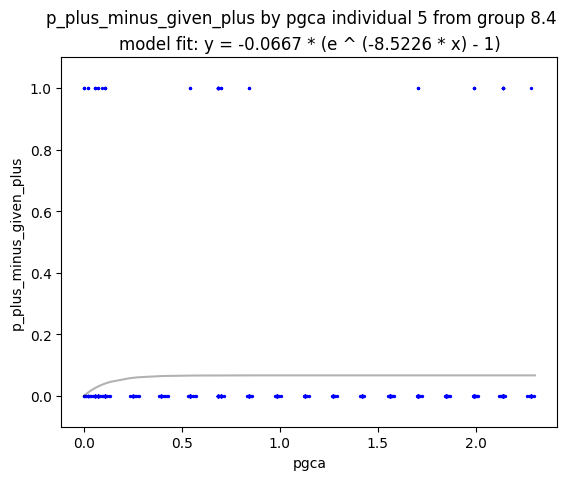 p_plus_minus_given_plus by pgca individual 5 from group 8.4
model fit: y = -0.0667 * (e ^ (-8.5226 * x) - 1)
1.0
0.8
0.6
0.4
0.2
0.0
p_plus_minus_given_plus
0.0 0.5 1.0 1.5 2.0
pgca